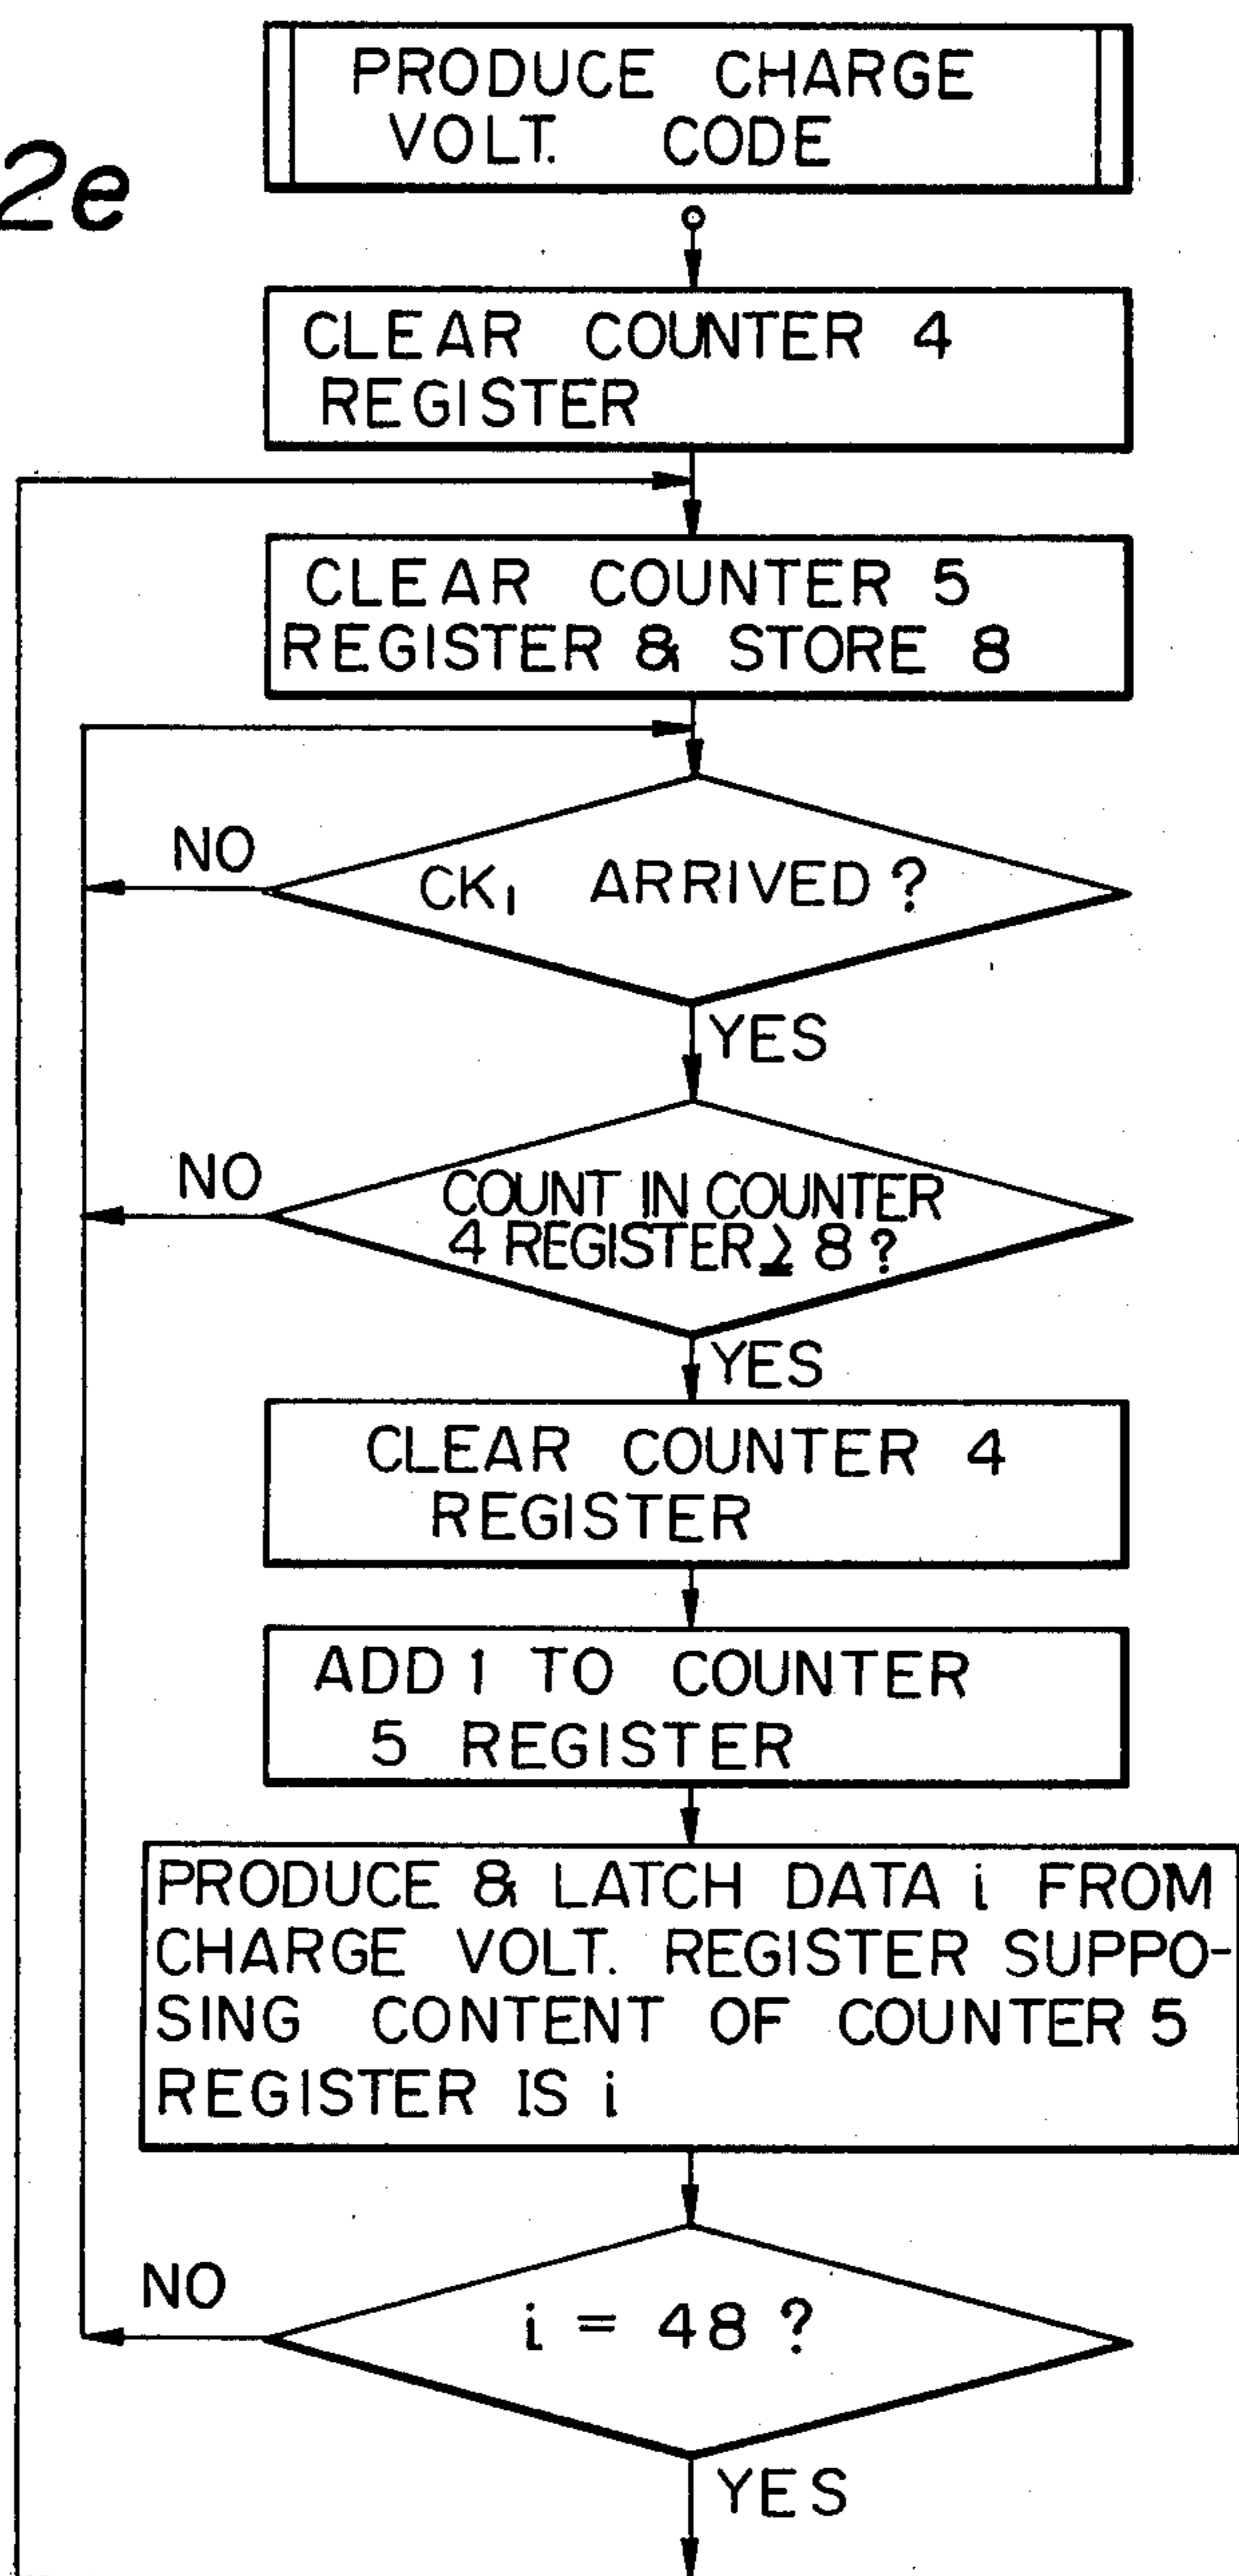 2e
PRODUCE CHARGE
VOLT. CODE
CLEAR COUNTER 4
REGISTER
CLEAR COUNTER 5
REGISTER & STORE 8
NO
CK₁ ARRIVED?
YES
NO
COUNT IN COUNTER
4 REGISTER ≥ 8?
YES
CLEAR COUNTER 4
REGISTER
ADD 1 TO COUNTER
5 REGISTER
PRODUCE & LATCH DATA i FROM
CHARGE VOLT. REGISTER SUPPO-
SING CONTENT OF COUNTER 5
REGISTER IS i
NO
i = 48 ?
YES